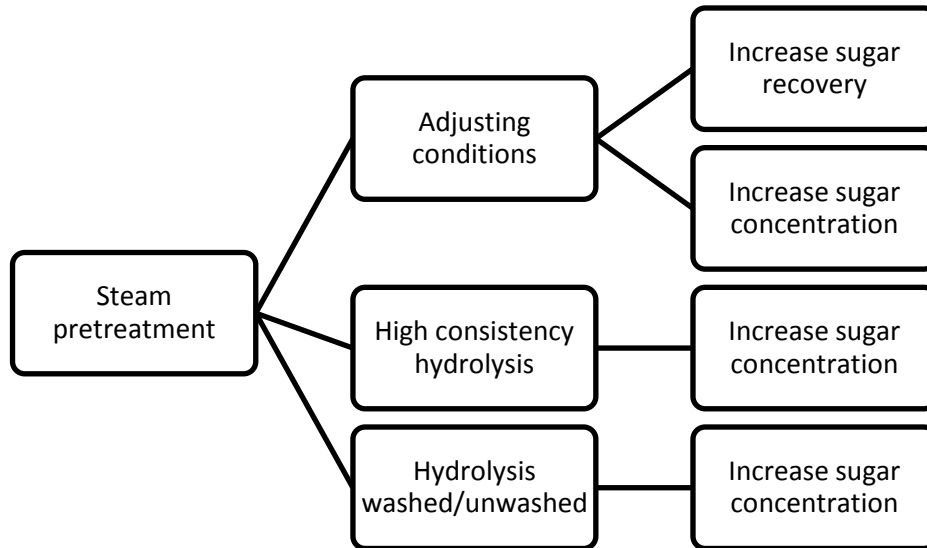 Steam
pretreatment
Adjusting
conditions
Increase sugar
recovery
Increase sugar
concentration
High consistency
hydrolysis
Increase sugar
concentration
Hydrolysis
washed/unwashed
Increase sugar
concentration